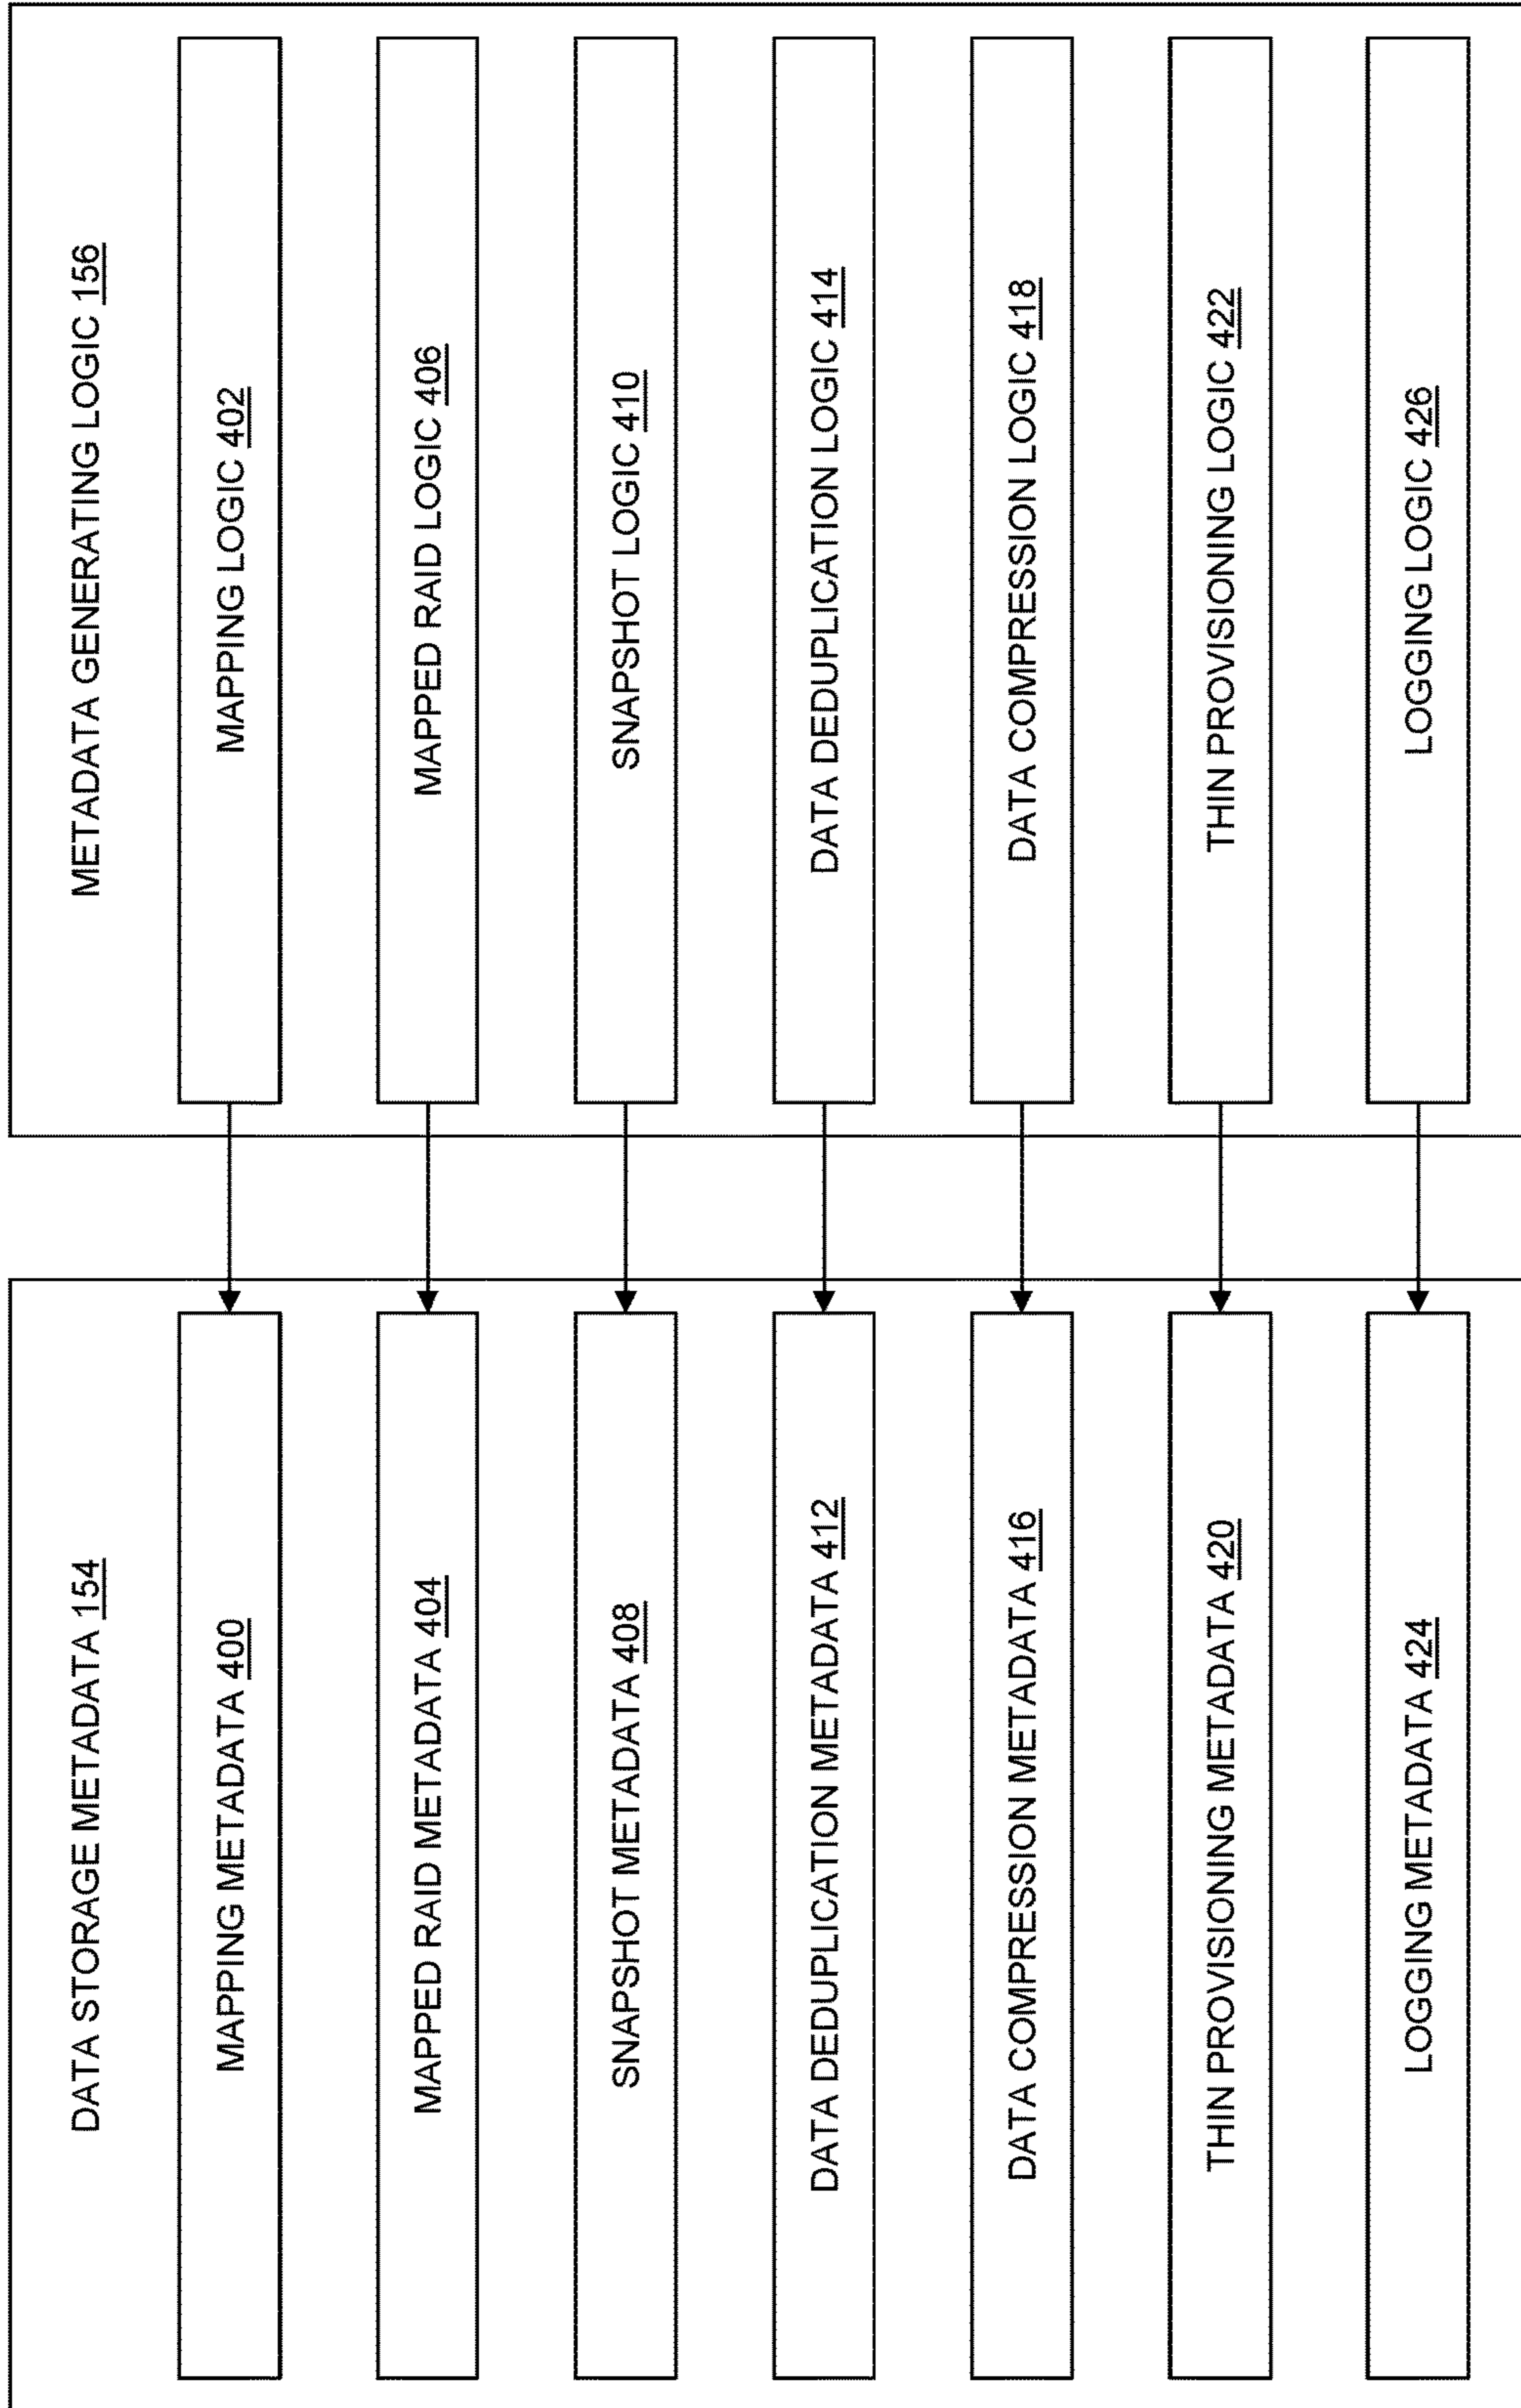 DATA STORAGE METADATA 154
MAPPING METADATA 400
MAPPED RAID METADATA 404
SNAPSHOT METADATA 408
DATA DEDUPLICATION METADATA 412
DATA COMPRESSION METADATA 416
THIN PROVISIONING METADATA 420
LOGGING METADATA 424
METADATA GENERATING LOGIC 156
MAPPING LOGIC 402
MAPPED RAID LOGIC 406
SNAPSHOT LOGIC 410
DATA DEDUPLICATION LOGIC 414
DATA COMPRESSION LOGIC 418
THIN PROVISIONING LOGIC 422
LOGGING LOGIC 426